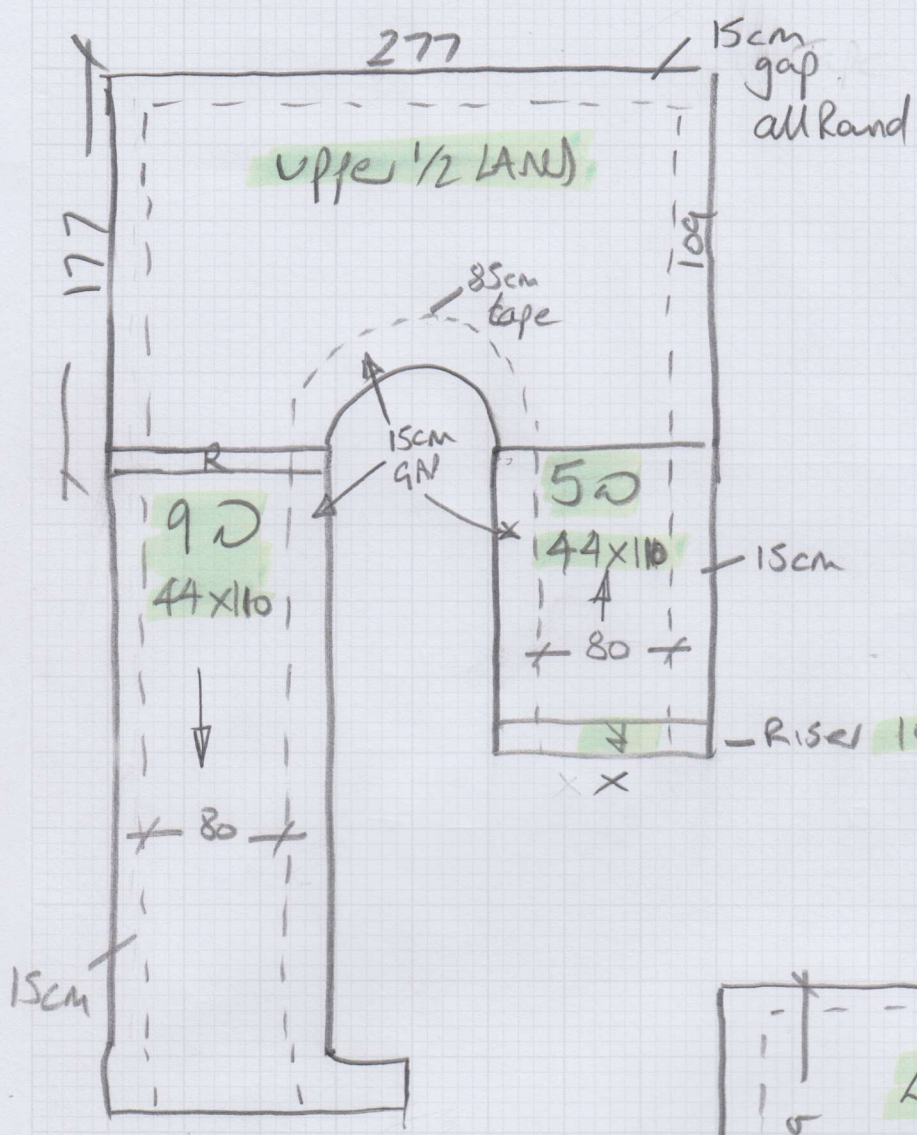 277
15cm
gap
all Round
Upper 1/2 LAND
177
109
85cm
tape
15cm
GAP
R
9
44x110
5
44x110
15cm
80
Riser
X
80
15cm